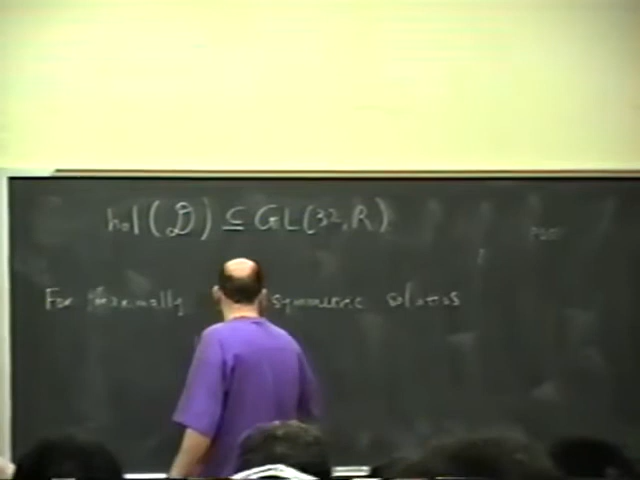 hol(𝒟) ⊆ GL(32, R)
For maximally symmetric solutions